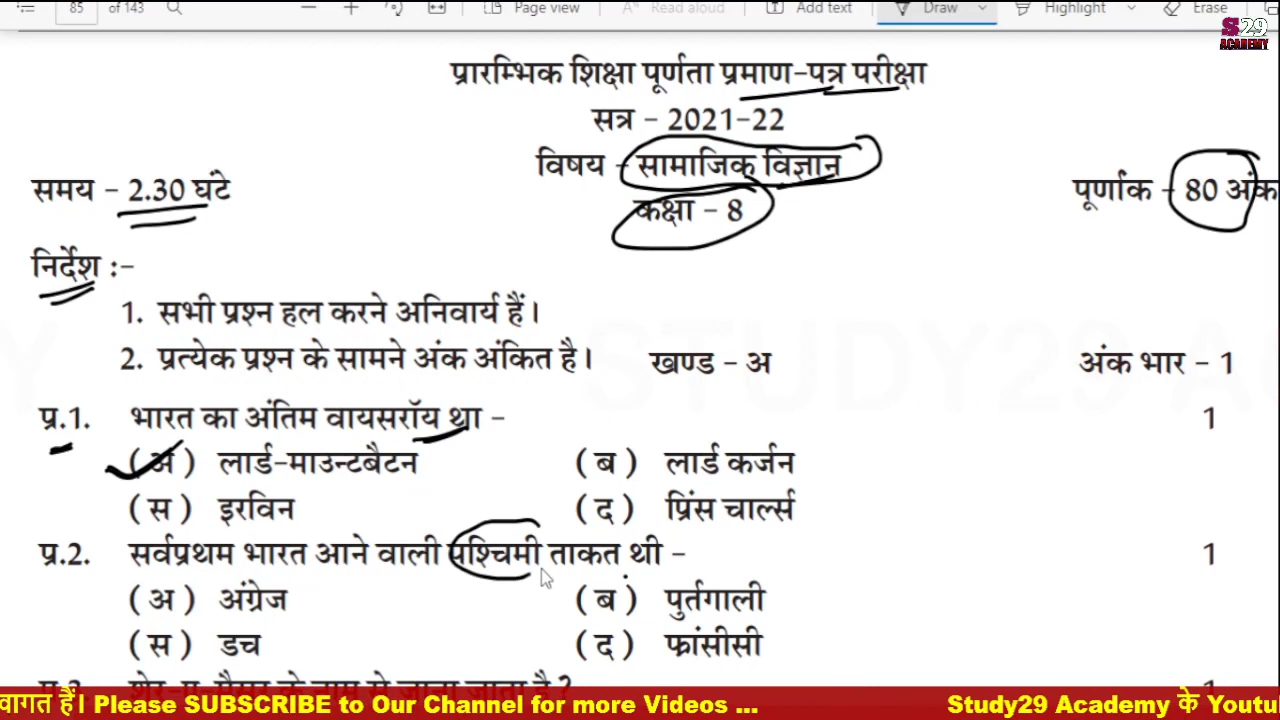 85 of 143 Page view Read aloud Add text Draw Highlight Erase
S29 ACADEMY
प्रारम्भिक शिक्षा पूर्णता प्रमाण-पत्र परीक्षा
सत्र - 2021-22
विषय - सामाजिक विज्ञान
समय - 2.30 घंटे पूर्णांक - 80 अंक
कक्षा - 8
निर्देश :-
1. सभी प्रश्न हल करने अनिवार्य हैं।
2. प्रत्येक प्रश्न के सामने अंक अंकित है।
खण्ड - अ अंक भार - 1
प्र.1. भारत का अंतिम वायसरॉय था - 1
(अ) लार्ड-माउन्टबैटन (ब) लार्ड कर्जन
(स) इरविन (द) प्रिंस चार्ल्स
प्र.2. सर्वप्रथम भारत आने वाली पश्चिमी ताकत थी - 1
(अ) अंग्रेज (ब) पुर्तगाली
(स) डच (द) फ्रांसीसी
प्र.3. शेर-ए-मैसूर के नाम से जाना जाता है? 1
वागत हैं। Please SUBSCRIBE to Our Channel for more Videos ... Study29 Academy के Youtu